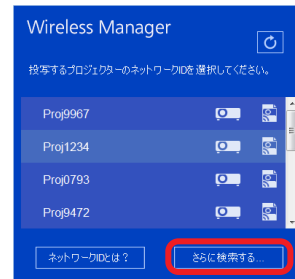 Wireless Manager
投写するプロジェクターのネットワークIDを選択してください。
Proj9967
Proj1234
Proj0793
Proj9472
ネットワークIDとは？
さらに検索する...